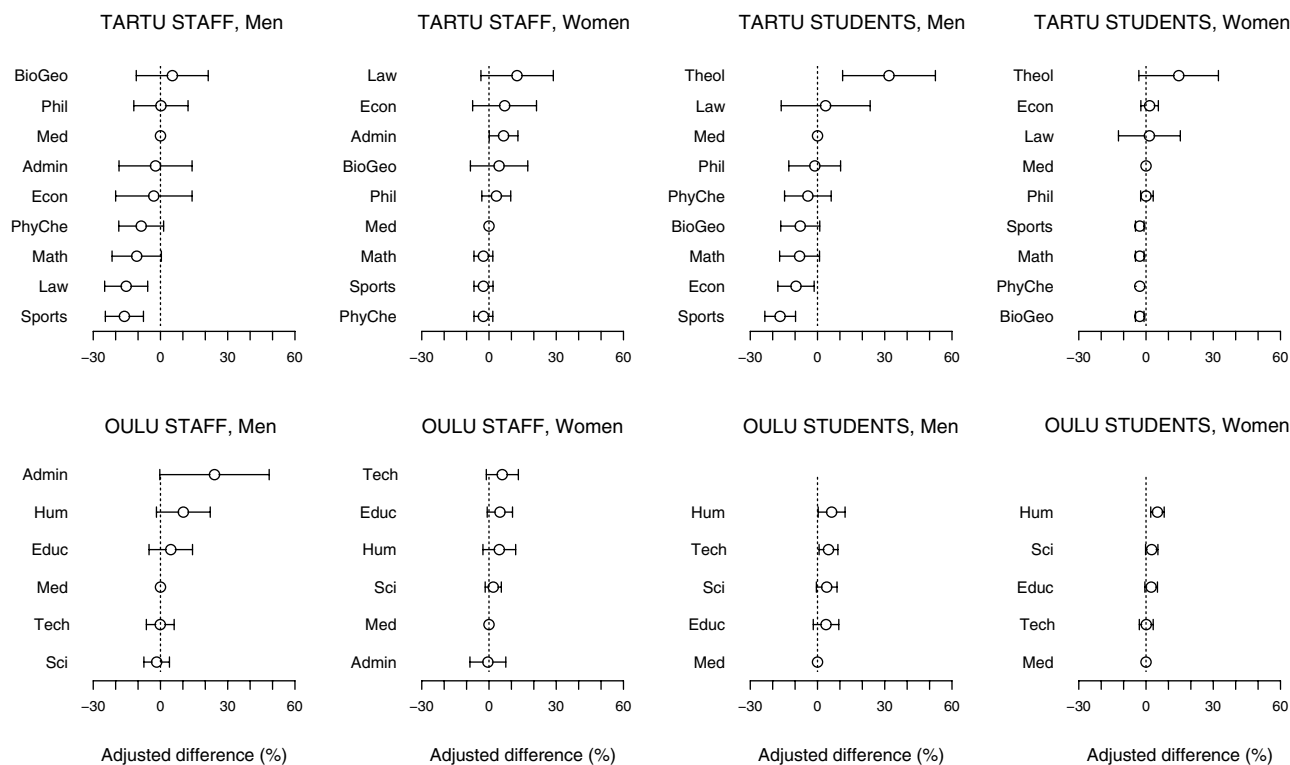 TARTU STAFF, Men
BioGeo
Phil
Med
Admin
Econ
PhyChe
Math
Law
Sports
−30 0 30 60
TARTU STAFF, Women
Law
Econ
Admin
BioGeo
Phil
Med
Math
Sports
PhyChe
−30 0 30 60
TARTU STUDENTS, Men
Theol
Law
Med
Phil
PhyChe
BioGeo
Math
Econ
Sports
−30 0 30 60
TARTU STUDENTS, Women
Theol
Econ
Law
Med
Phil
Sports
Math
PhyChe
BioGeo
−30 0 30 60
OULU STAFF, Men
Admin
Hum
Educ
Med
Tech
Sci
−30 0 30 60
Adjusted difference (%)
OULU STAFF, Women
Tech
Educ
Hum
Sci
Med
Admin
−30 0 30 60
Adjusted difference (%)
OULU STUDENTS, Men
Hum
Tech
Sci
Educ
Med
−30 0 30 60
Adjusted difference (%)
OULU STUDENTS, Women
Hum
Sci
Educ
Tech
Med
−30 0 30 60
Adjusted difference (%)